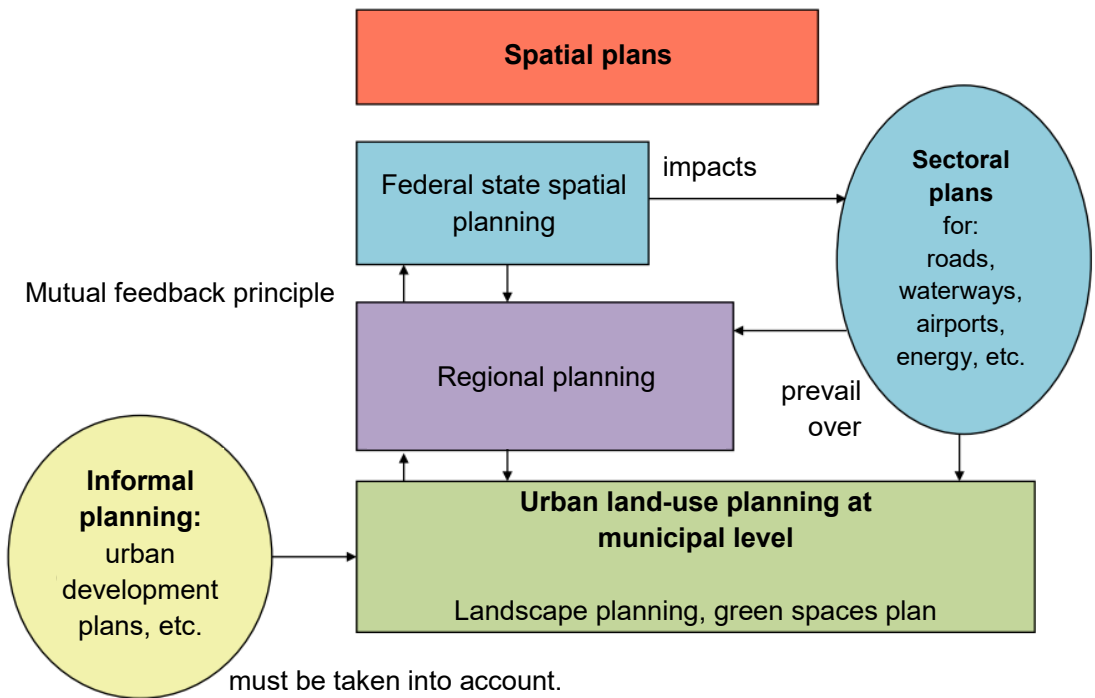 Spatial plans
Federal state spatial
planning
impacts
Sectoral
plans
for:
roads,
waterways,
airports,
energy, etc.
Mutual feedback principle
Regional planning
prevail
over
Informal
planning:
urban
development
plans, etc.
Urban land-use planning at
municipal level
Landscape planning, green spaces plan
must be taken into account.